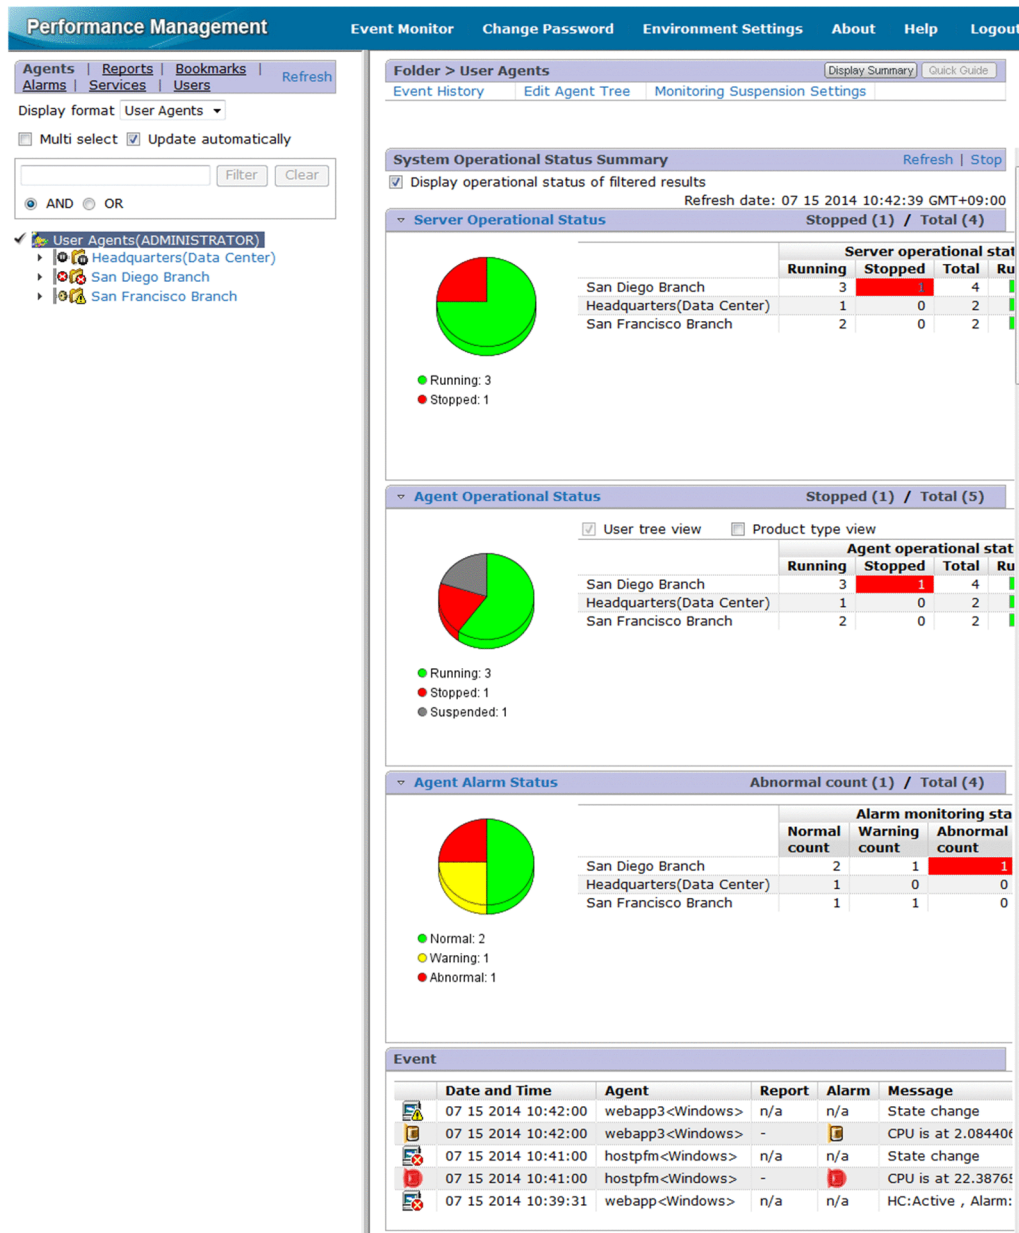 Performance Management
Event Monitor Change Password Environment Settings About Help Logout
Agents | Reports | Bookmarks |
Alarms | Services | Users
Refresh
Display format User Agents
Multi select Update automatically
Filter Clear
AND OR
User Agents(ADMINISTRATOR)
Headquarters(Data Center)
San Diego Branch
San Francisco Branch
Folder > User Agents
Display Summary Quick Guide
Event History Edit Agent Tree Monitoring Suspension Settings
System Operational Status Summary Refresh | Stop
Display operational status of filtered results
Refresh date: 07 15 2014 10:42:39 GMT+09:00
Server Operational Status Stopped (1) / Total (4)
Server operational stat
Running Stopped Total Ru
San Diego Branch 3 1 4
Headquarters(Data Center) 1 0 2
San Francisco Branch 2 0 2
Running: 3
Stopped: 1
Agent Operational Status Stopped (1) / Total (5)
User tree view Product type view
Agent operational stat
Running Stopped Total Ru
San Diego Branch 3 1 4
Headquarters(Data Center) 1 0 2
San Francisco Branch 2 0 2
Running: 3
Stopped: 1
Suspended: 1
Agent Alarm Status Abnormal count (1) / Total (4)
Alarm monitoring sta
Normal count Warning count Abnormal count
San Diego Branch 2 1 1
Headquarters(Data Center) 1 0 0
San Francisco Branch 1 1 0
Normal: 2
Warning: 1
Abnormal: 1
Event
Date and Time Agent Report Alarm Message
07 15 2014 10:42:00 webapp3<Windows> n/a n/a State change
07 15 2014 10:42:00 webapp3<Windows> - CPU is at 2.084406
07 15 2014 10:41:00 hostpfm<Windows> n/a n/a State change
07 15 2014 10:41:00 hostpfm<Windows> - CPU is at 22.38765
07 15 2014 10:39:31 webapp<Windows> n/a n/a HC:Active , Alarm: